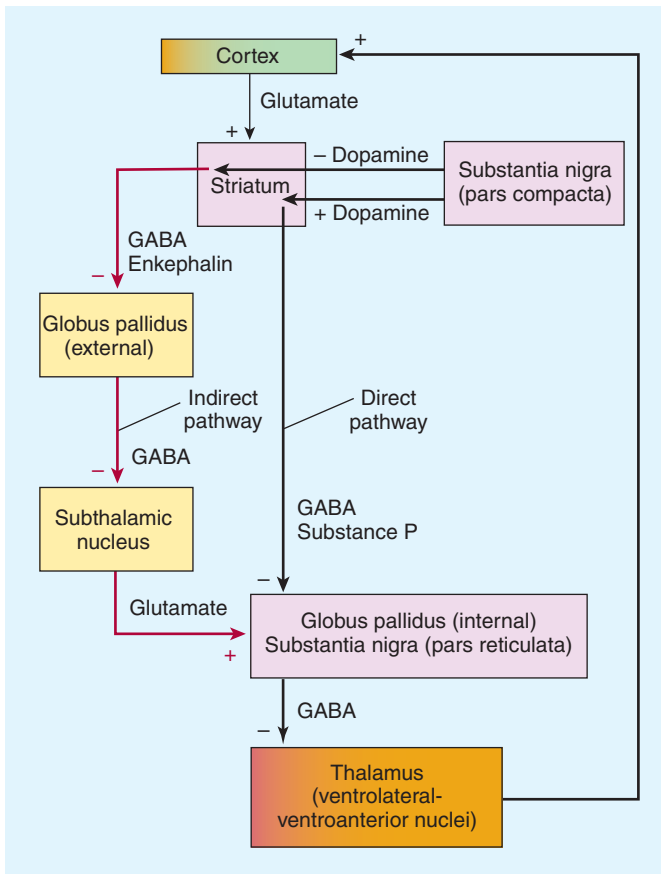 +
Cortex
Glutamate
+
– Dopamine
Substantia nigra
(pars compacta)
Striatum
+ Dopamine
GABA
Enkephalin
–
Globus pallidus
(external)
Indirect
pathway
Direct
pathway
–
GABA
GABA
Substance P
Subthalamic
nucleus
–
Glutamate
+
Globus pallidus (internal)
Substantia nigra (pars reticulata)
GABA
–
Thalamus
(ventrolateral-
ventroanterior nuclei)